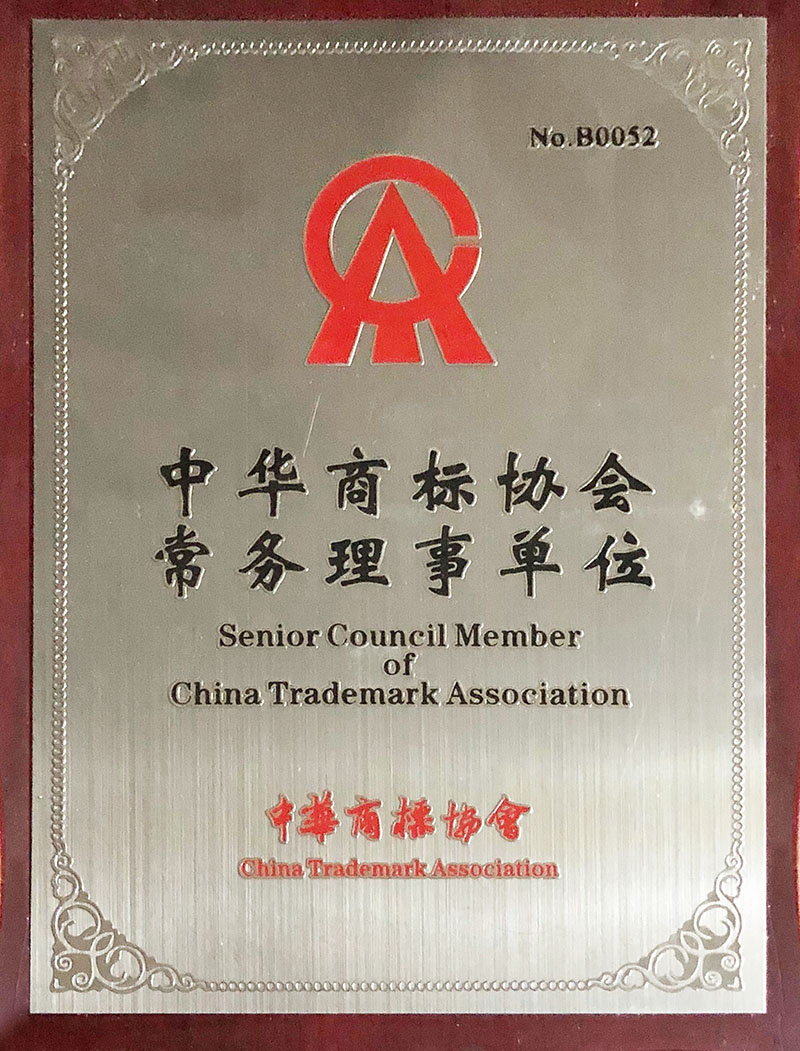 No.B0052
中华商标协会
常务理事单位
Senior Council Member
of
China Trademark Association
中華商標協會
China Trademark Association